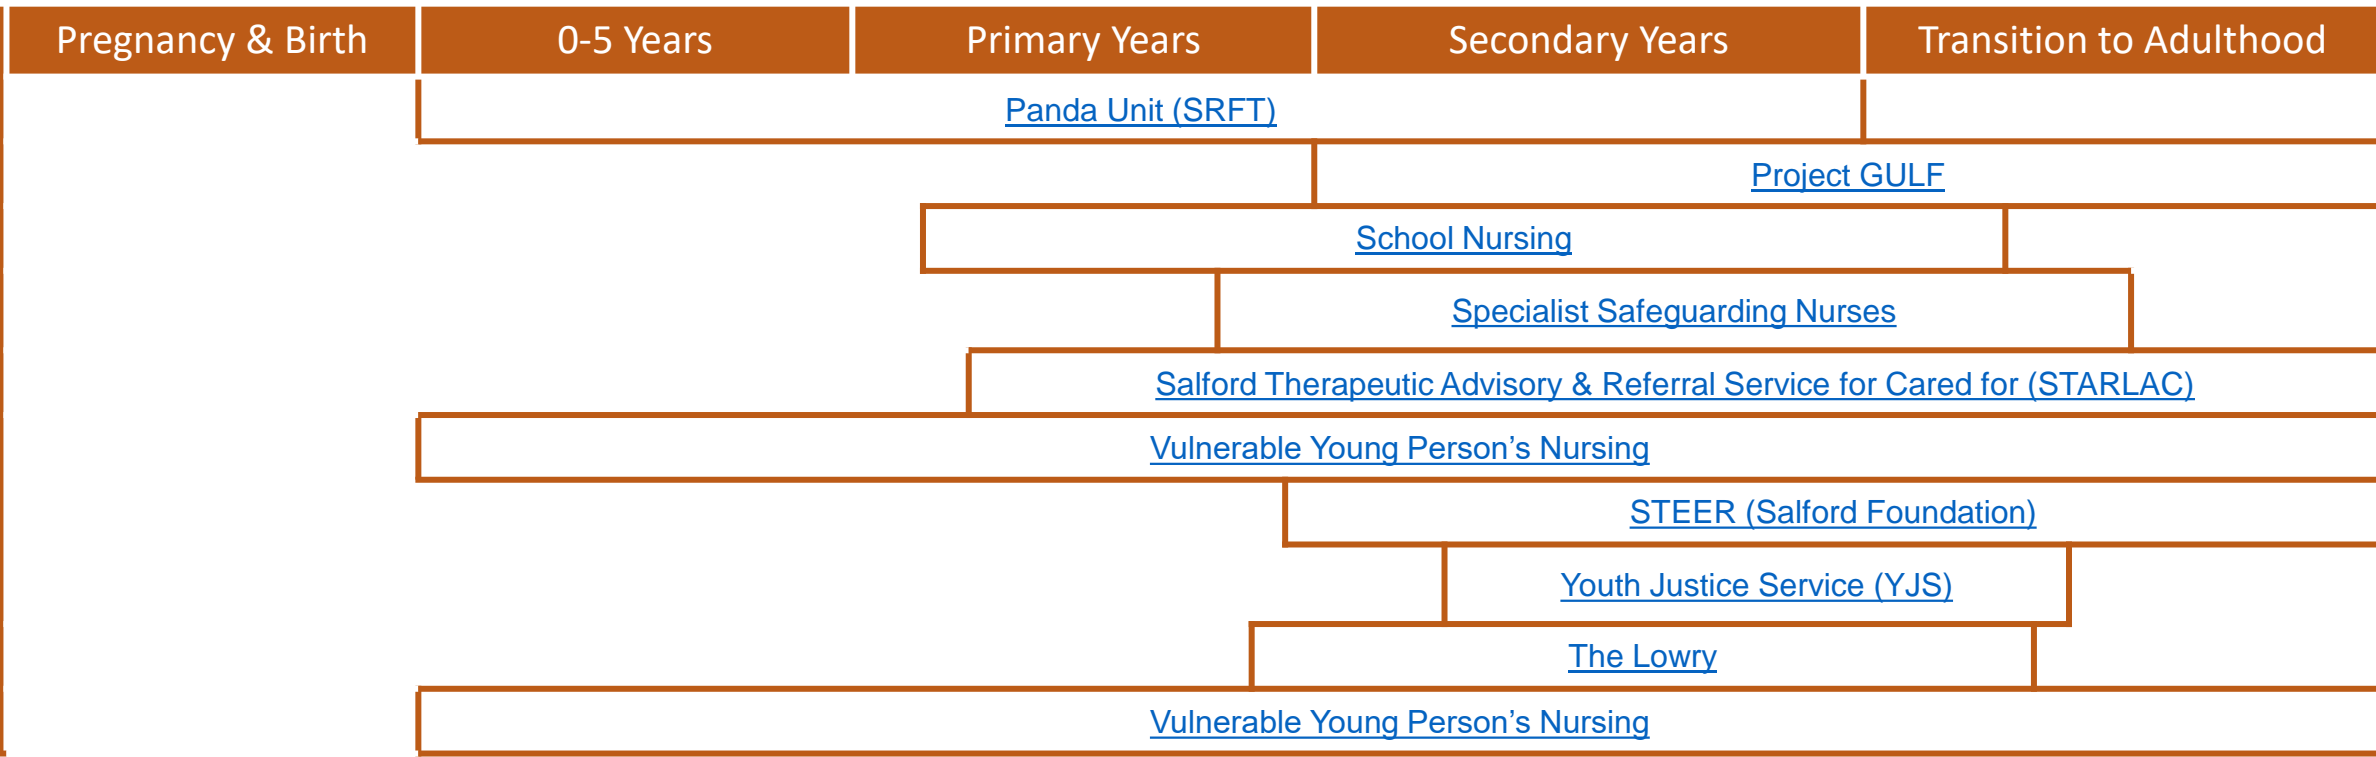 Pregnancy & Birth 0-5 Years Primary Years Secondary Years Transition to Adulthood
Panda Unit (SRFT)
Project GULF
School Nursing
Specialist Safeguarding Nurses
Salford Therapeutic Advisory & Referral Service for Cared for (STARLAC)
Vulnerable Young Person’s Nursing
STEER (Salford Foundation)
Youth Justice Service (YJS)
The Lowry
Vulnerable Young Person’s Nursing